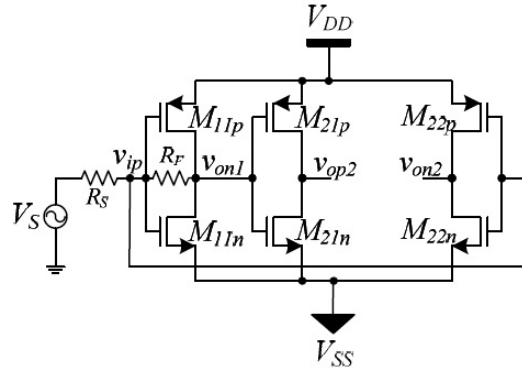 V_DD
M_11p
M_21p
M_22p
v_ip
R_F
v_on1
v_op2
v_on2
R_S
V_S
M_11n
M_21n
M_22n
V_SS